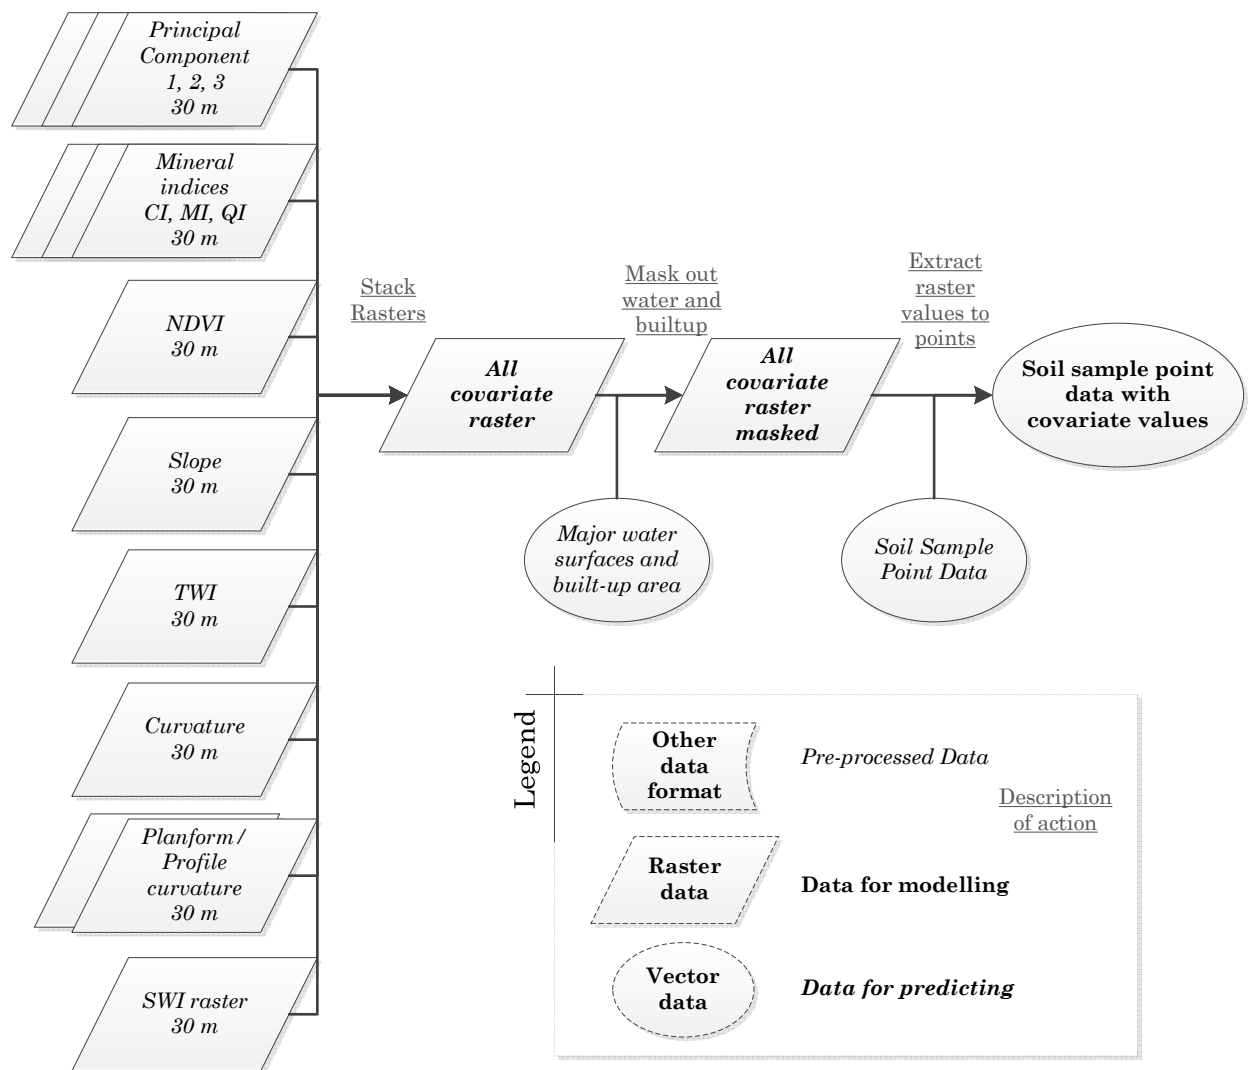 Principal
Component
1, 2, 3
30 m
Mineral
indices
CI, MI, QI
30 m
NDVI
30 m
Slope
30 m
TWI
30 m
Curvature
30 m
Planform/
Profile
curvature
30 m
SWI raster
30 m
Stack
Rasters
All
covariate
raster
Mask out
water and
builtup
Major water
surfaces and
built-up area
All
covariate
raster
masked
Extract
raster
values to
points
Soil Sample
Point Data
Soil sample point
data with
covariate values
Legend
Other
data
format
Pre-processed Data
Description
of action
Raster
data
Data for modelling
Vector
data
Data for predicting